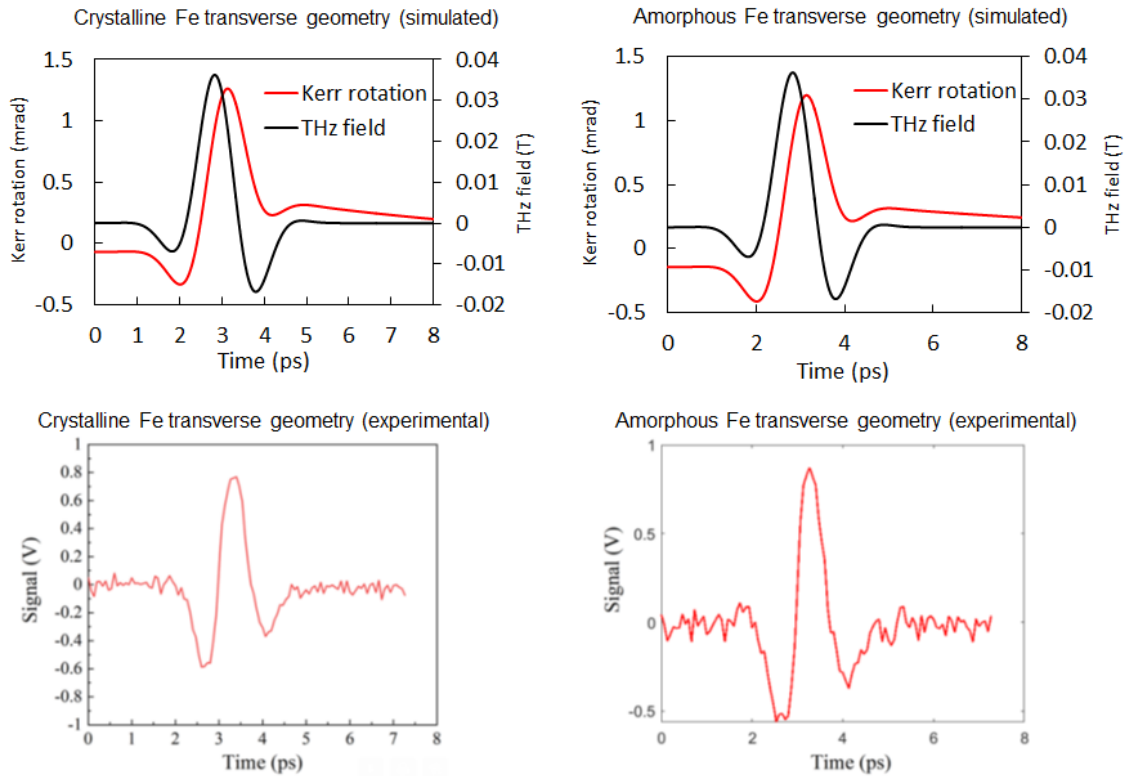 Crystalline Fe transverse geometry (simulated)
1.5
1
0.5
0
-0.5
Kerr rotation (mrad)
Kerr rotation
THz field
0.04
0.03
0.02
0.01
0
-0.01
-0.02
THz field (T)
0 1 2 3 4 5 6 7 8
Time (ps)
Amorphous Fe transverse geometry (simulated)
1.5
1
0.5
0
-0.5
Kerr rotation (mrad)
Kerr rotation
THz field
0.04
0.03
0.02
0.01
0
-0.01
-0.02
THz field (T)
0 2 4 6 8
Time (ps)
Crystalline Fe transverse geometry (experimental)
1
0.8
0.6
0.4
0.2
0
-0.2
-0.4
-0.6
-0.8
-1
Signal (V)
0 1 2 3 4 5 6 7 8
Time (ps)
Amorphous Fe transverse geometry (experimental)
1
0.5
0
-0.5
Signal (V)
0 2 4 6 8
Time (ps)